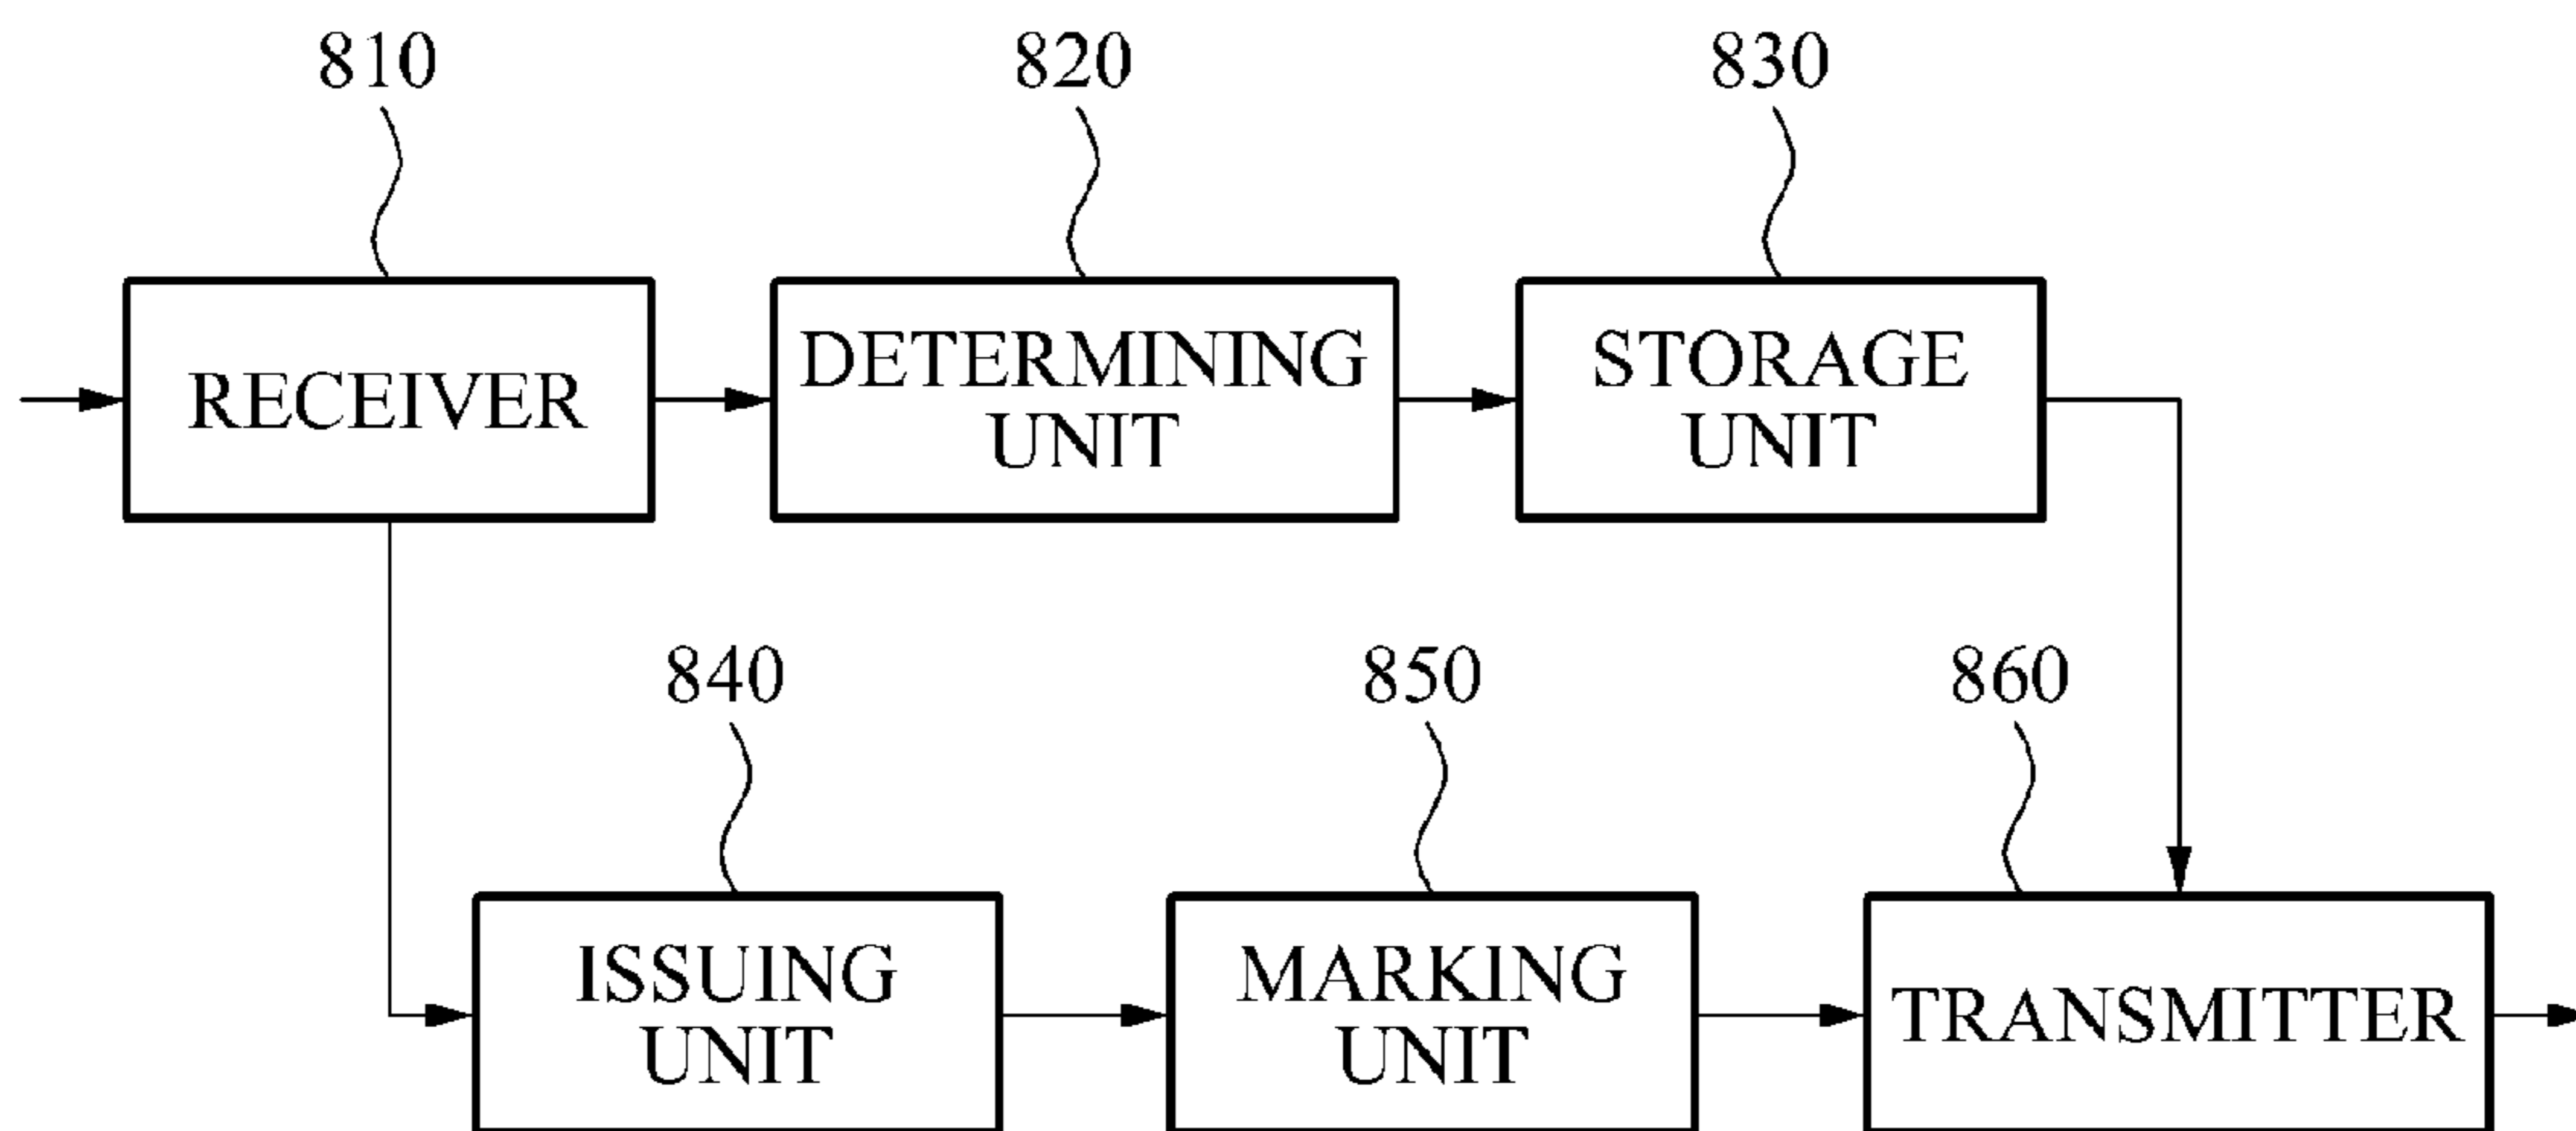 810
820
830
RECEIVER
DETERMINING
UNIT
STORAGE
UNIT
840
850
860
ISSUING
UNIT
MARKING
UNIT
TRANSMITTER